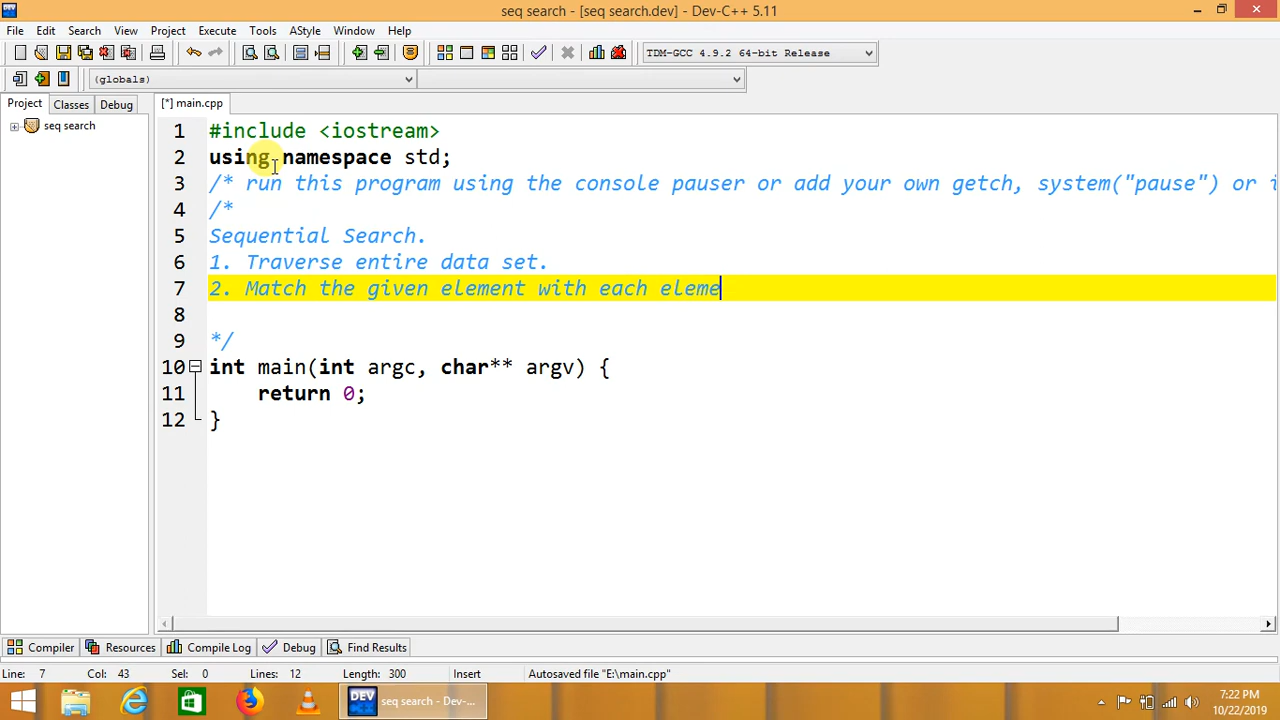 seq search - [seq search.dev] - Dev-C++ 5.11
File Edit Search View Project Execute Tools AStyle Window Help
TDM-GCC 4.9.2 64-bit Release
(globals)
Project Classes Debug [*] main.cpp
seq search
1 #include <iostream>
2 using namespace std;
3 /* run this program using the console pauser or add your own getch, system("pause") or i
4 /*
5 Sequential Search.
6 1. Traverse entire data set.
7 2. Match the given element with each eleme
8
9 */
10 int main(int argc, char** argv) {
11 return 0;
12 }
Compiler Resources Compile Log Debug Find Results
Line: 7 Col: 43 Sel: 0 Lines: 12 Length: 300 Insert Autosaved file "E:\main.cpp"
DEV seq search - Dev-... 7:22 PM
10/22/2019